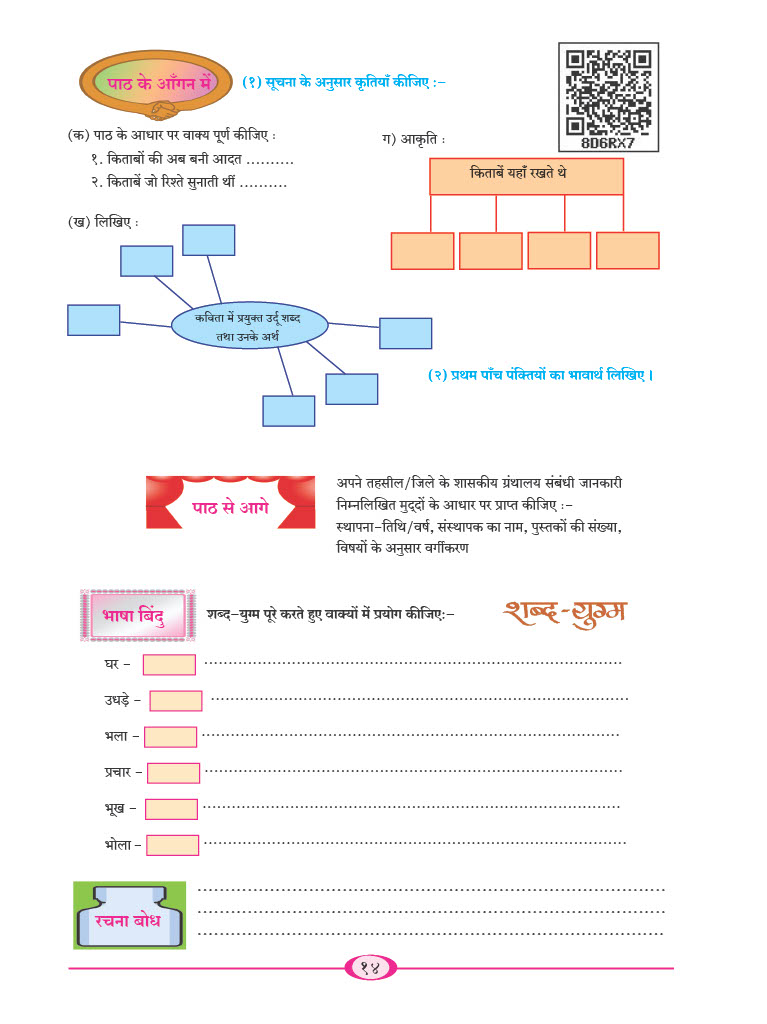 पाठ के आँगन में
(१) सूचना के अनुसार कृतियाँ कीजिए :–
8D6RX7
(क) पाठ के आधार पर वाक्य पूर्ण कीजिए :
१. किताबों की अब बनी आदत ..........
२. किताबें जो रिश्ते सुनाती थीं ..........
ग) आकृति :
किताबें यहाँ रखते थे
(ख) लिखिए :
कविता में प्रयुक्त उर्दू शब्द
तथा उनके अर्थ
(२) प्रथम पाँच पंक्तियों का भावार्थ लिखिए ।
पाठ से आगे
अपने तहसील/जिले के शासकीय ग्रंथालय संबंधी जानकारी
निम्नलिखित मुद्दों के आधार पर प्राप्त कीजिए :–
स्थापना–तिथि/वर्ष, संस्थापक का नाम, पुस्तकों की संख्या,
विषयों के अनुसार वर्गीकरण
भाषा बिंदु
शब्द–युग्म पूरे करते हुए वाक्यों में प्रयोग कीजिए:–
शब्द-युग्म
घर –
उधड़े –
भला –
प्रचार –
भूख –
भोला –
रचना बोध
१४